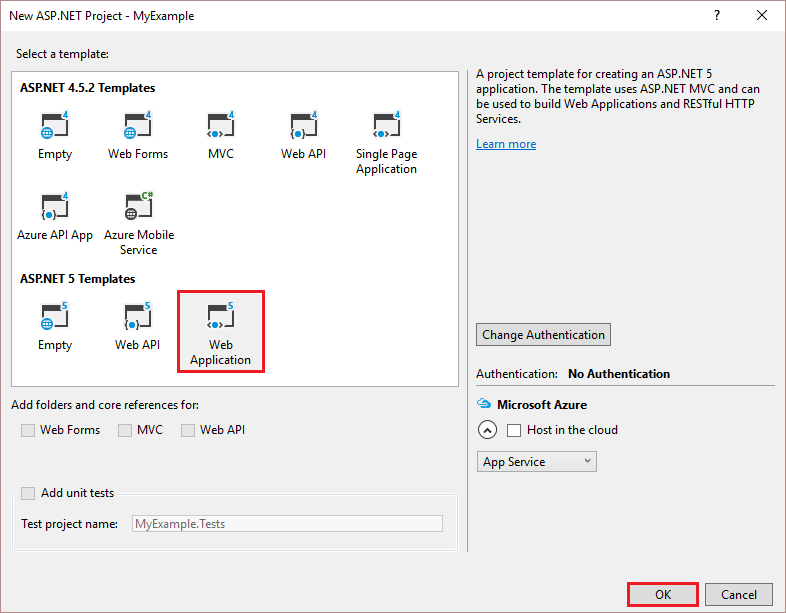 New ASP.NET Project - MyExample
?
Select a template:
ASP.NET 4.5.2 Templates
4 4 4 4 4
Empty Web Forms MVC Web API Single Page
Application
4 C#
Azure API App Azure Mobile
Service
ASP.NET 5 Templates
5 5 5
Empty Web API Web
Application
Add folders and core references for:
Web Forms MVC Web API
Add unit tests
Test project name: MyExample.Tests
A project template for creating an ASP.NET 5
application. The template uses ASP.NET MVC and can
be used to build Web Applications and RESTful HTTP
Services.
Learn more
Change Authentication
Authentication: No Authentication
Microsoft Azure
Host in the cloud
App Service
OK Cancel